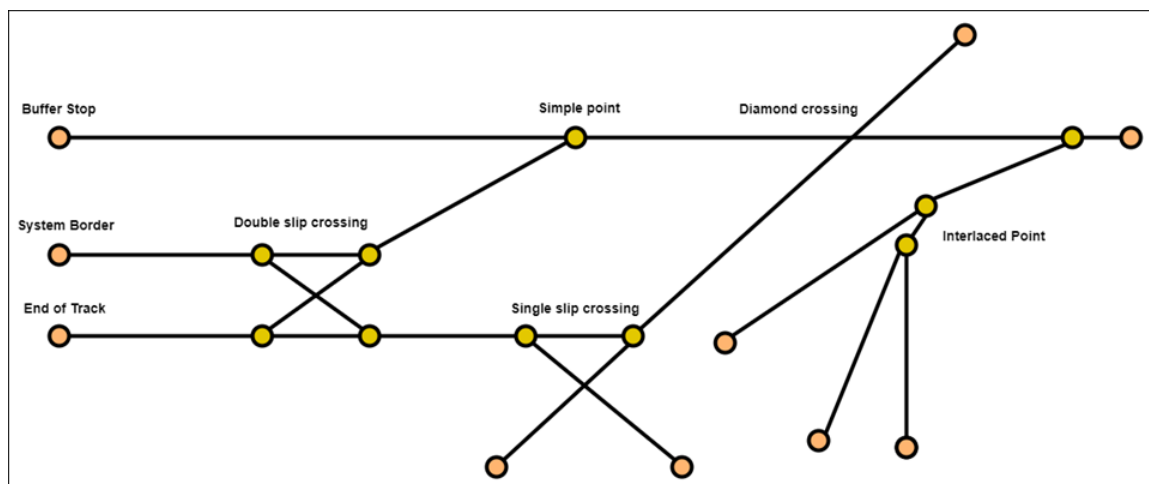 Buffer Stop
Simple point
Diamond crossing
System Border
Double slip crossing
Interlaced Point
End of Track
Single slip crossing